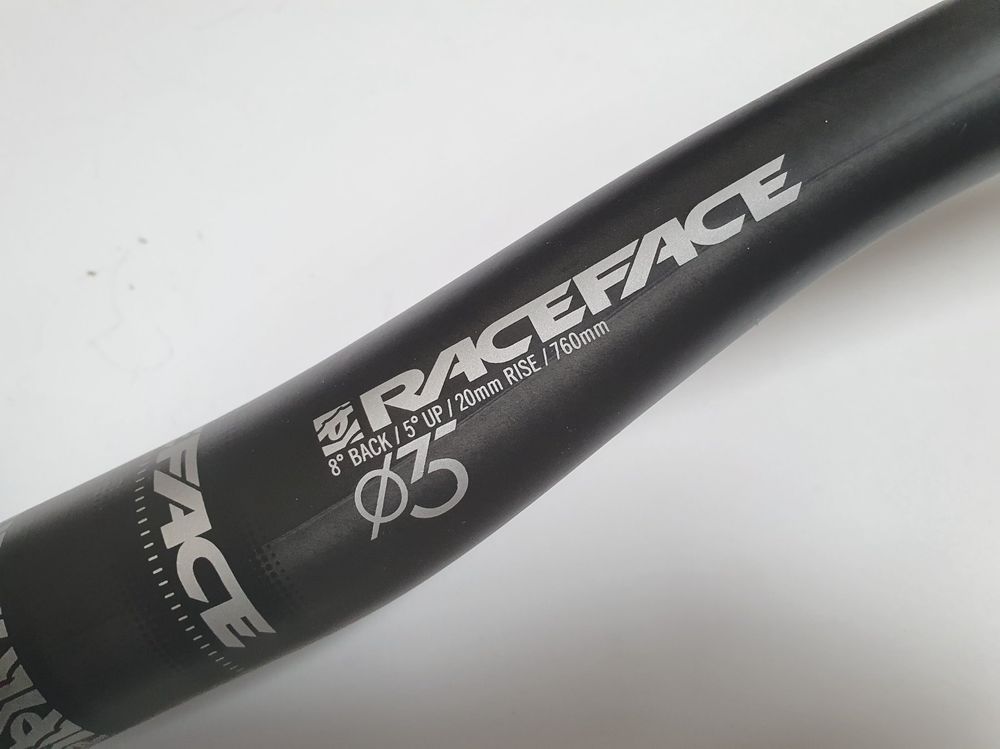 RACEFACE
8° BACK / 5° UP / 20mm RISE / 760mm
Ø35
FACE